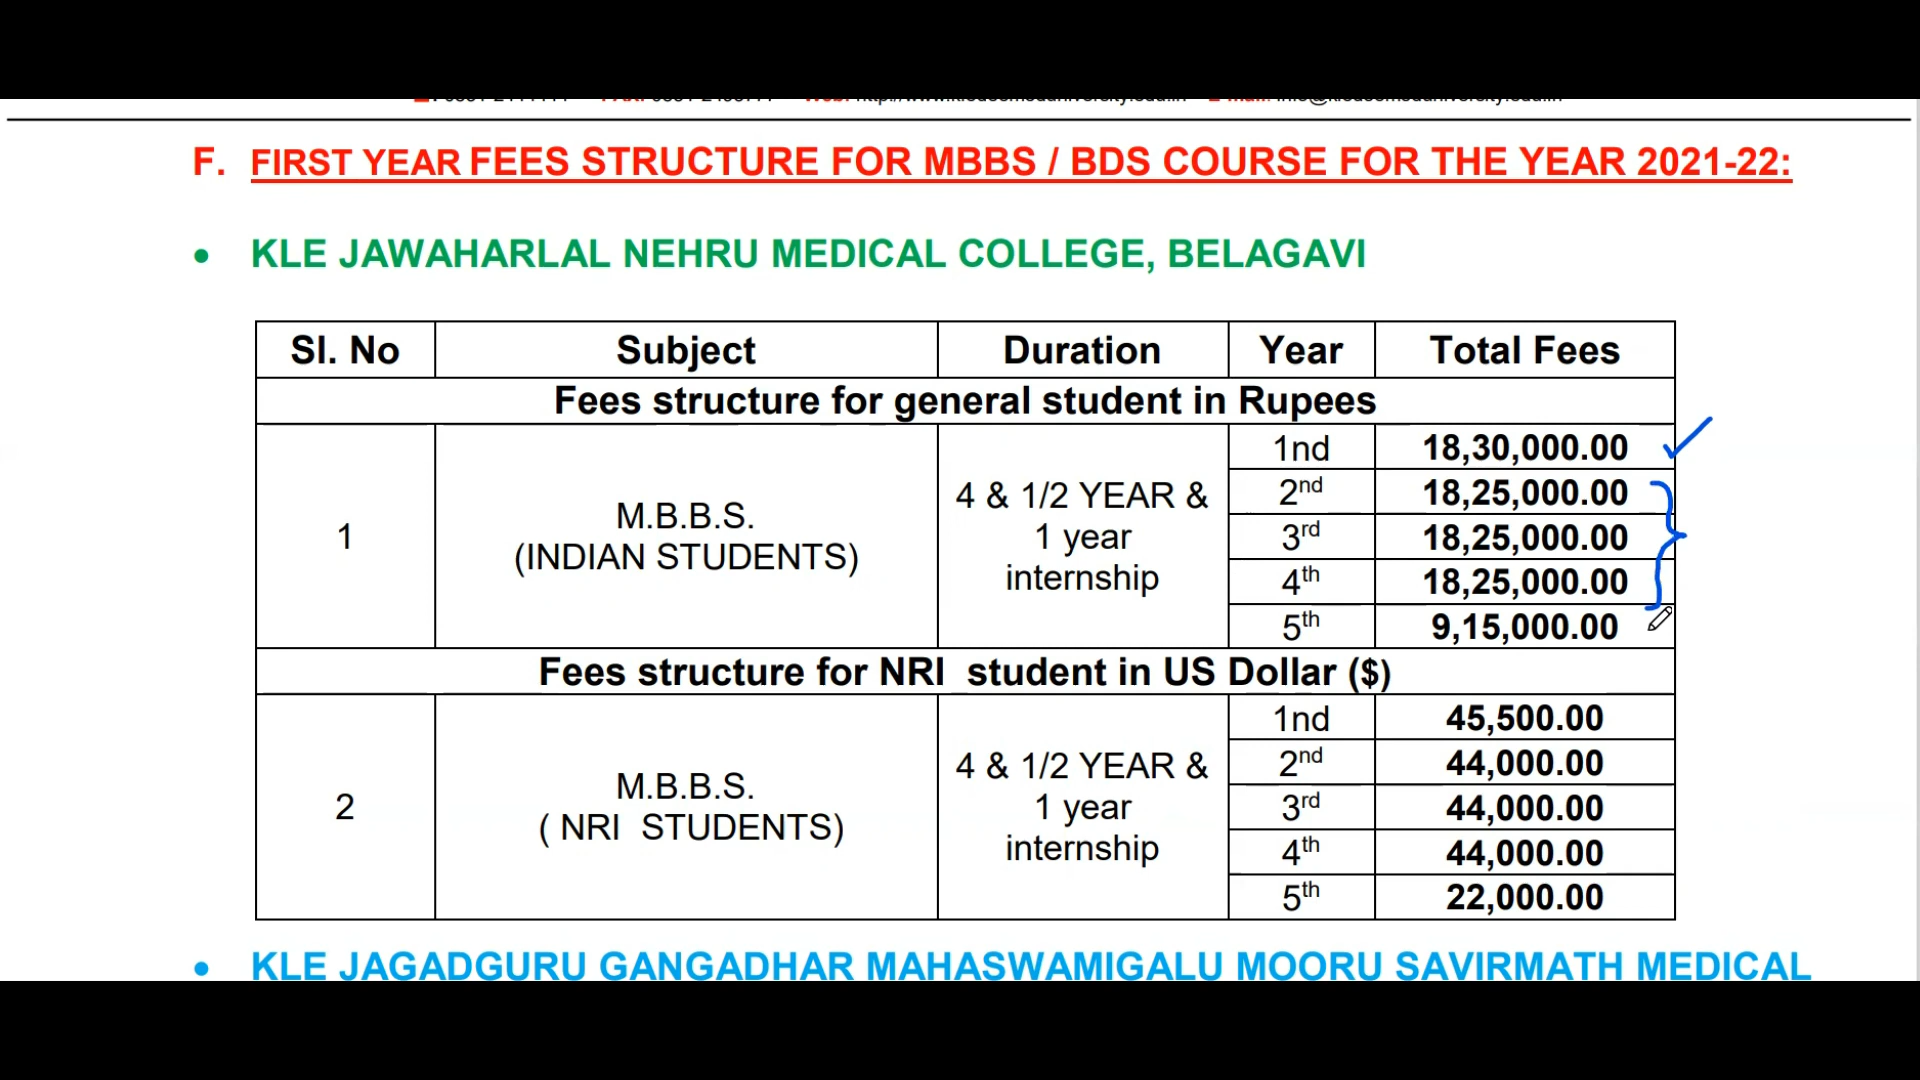 F. FIRST YEAR FEES STRUCTURE FOR MBBS / BDS COURSE FOR THE YEAR 2021-22:
• KLE JAWAHARLAL NEHRU MEDICAL COLLEGE, BELAGAVI
Sl. No Subject Duration Year Total Fees
Fees structure for general student in Rupees
1 M.B.B.S. (INDIAN STUDENTS) 4 & 1/2 YEAR & 1 year internship
1nd 18,30,000.00
2nd 18,25,000.00
3rd 18,25,000.00
4th 18,25,000.00
5th 9,15,000.00
Fees structure for NRI student in US Dollar ($)
2 M.B.B.S. ( NRI STUDENTS) 4 & 1/2 YEAR & 1 year internship
1nd 45,500.00
2nd 44,000.00
3rd 44,000.00
4th 44,000.00
5th 22,000.00
• KLE JAGADGURU GANGADHAR MAHASWAMIGALU MOORU SAVIRMATH MEDICAL